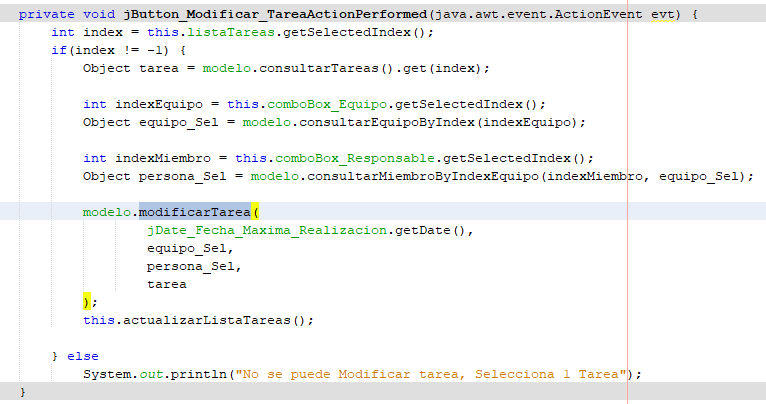 private void jButton_Modificar_TareaActionPerformed(java.awt.event.ActionEvent evt) {
int index = this.listaTareas.getSelectedIndex();
if(index != -1) {
Object tarea = modelo.consultarTareas().get(index);
int indexEquipo = this.comboBox_Equipo.getSelectedIndex();
Object equipo_Sel = modelo.consultarEquipoByIndex(indexEquipo);
int indexMiembro = this.comboBox_Responsable.getSelectedIndex();
Object persona_Sel = modelo.consultarMiembroByIndexEquipo(indexMiembro, equipo_Sel);
modelo.modificarTarea(
jDate_Fecha_Maxima_Realizacion.getDate(),
equipo_Sel,
persona_Sel,
tarea
);
this.actualizarListaTareas();
} else
System.out.println("No se puede Modificar tarea, Selecciona 1 Tarea");
}